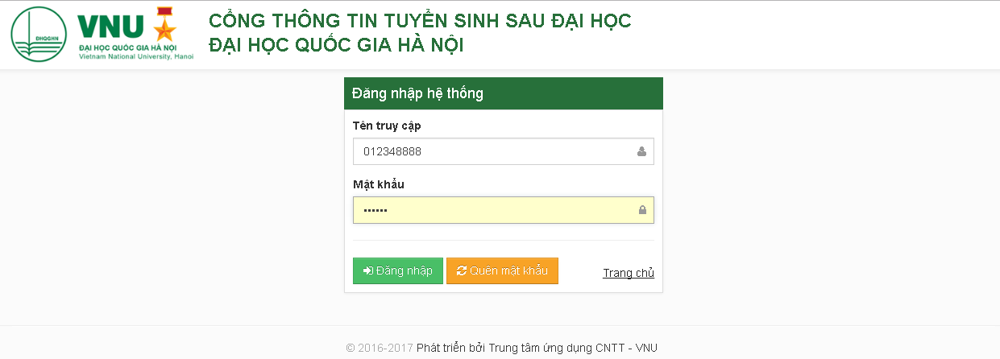 ĐHQGHN
VNU
ĐẠI HỌC QUỐC GIA HÀ NỘI
Vietnam National University, Hanoi
CỔNG THÔNG TIN TUYỂN SINH SAU ĐẠI HỌC
ĐẠI HỌC QUỐC GIA HÀ NỘI
Đăng nhập hệ thống
Tên truy cập
012348888
Mật khẩu
••••••
Đăng nhập Quên mật khẩu Trang chủ
© 2016-2017 Phát triển bởi Trung tâm ứng dụng CNTT - VNU